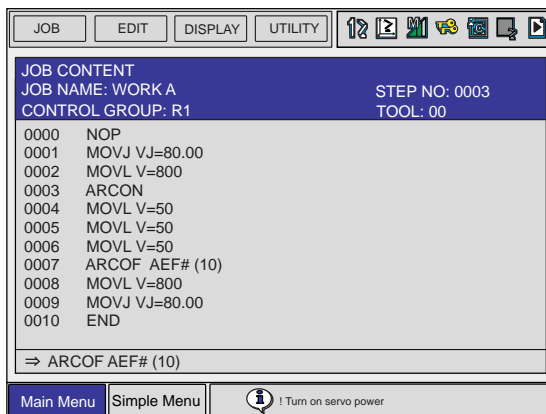 JOB EDIT DISPLAY UTILITY
JOB CONTENT
JOB NAME: WORK A STEP NO: 0003
CONTROL GROUP: R1 TOOL: 00
0000 NOP
0001 MOVJ VJ=80.00
0002 MOVL V=800
0003 ARCON
0004 MOVL V=50
0005 MOVL V=50
0006 MOVL V=50
0007 ARCOF AEF# (10)
0008 MOVL V=800
0009 MOVJ VJ=80.00
0010 END
⇒ ARCOF AEF# (10)
Main Menu Simple Menu ! Turn on servo power